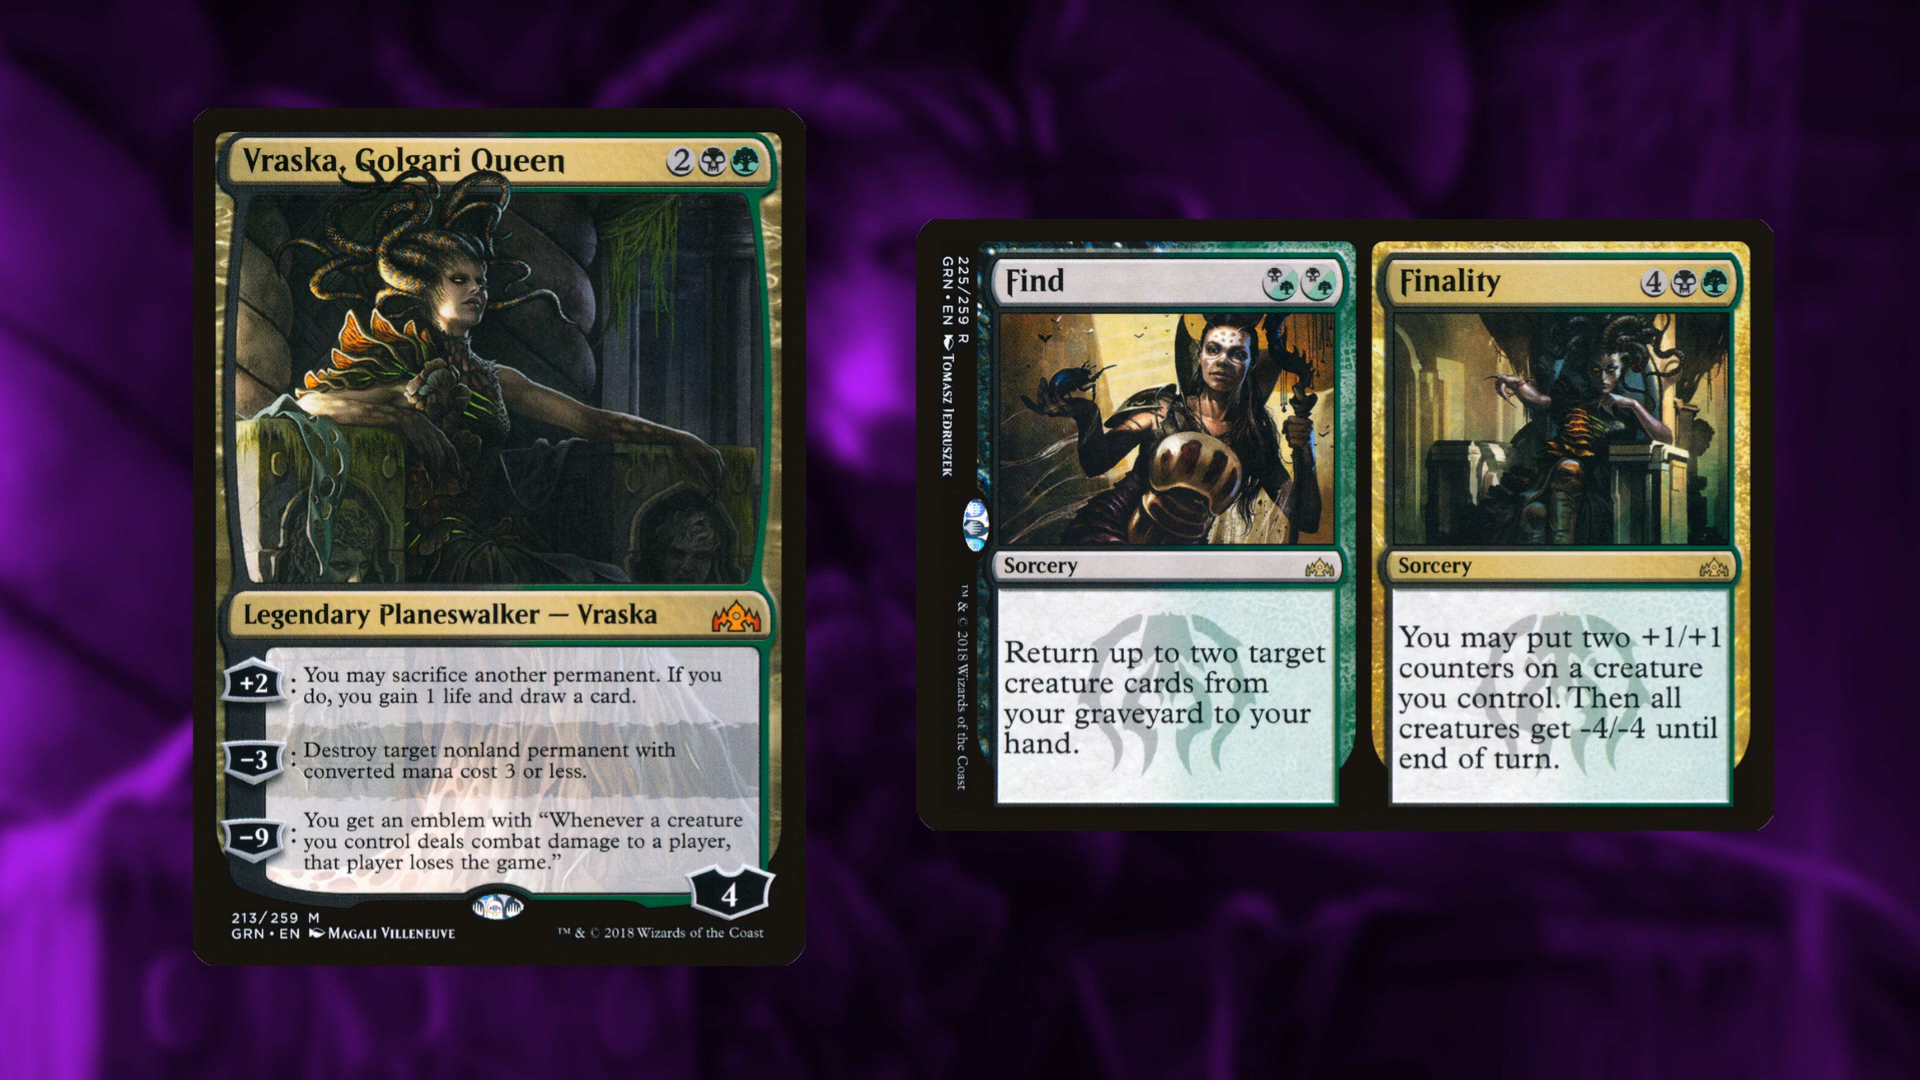 Vraska, Golgari Queen 2
Legendary Planeswalker — Vraska
+2 : You may sacrifice another permanent. If you
do, you gain 1 life and draw a card.
−3 : Destroy target nonland permanent with
converted mana cost 3 or less.
−9 : You get an emblem with “Whenever a creature
you control deals combat damage to a player,
that player loses the game.”
4
213/259 M
GRN • EN MAGALI VILLENEUVE
™ & © 2018 Wizards of the Coast
225/259 R
GRN • EN TOMASZ JEDRUSZEK
™ & © 2018 Wizards of the Coast
Find
Sorcery
Return up to two target
creature cards from
your graveyard to your
hand.
Finality 4
Sorcery
You may put two +1/+1
counters on a creature
you control. Then all
creatures get -4/-4 until
end of turn.